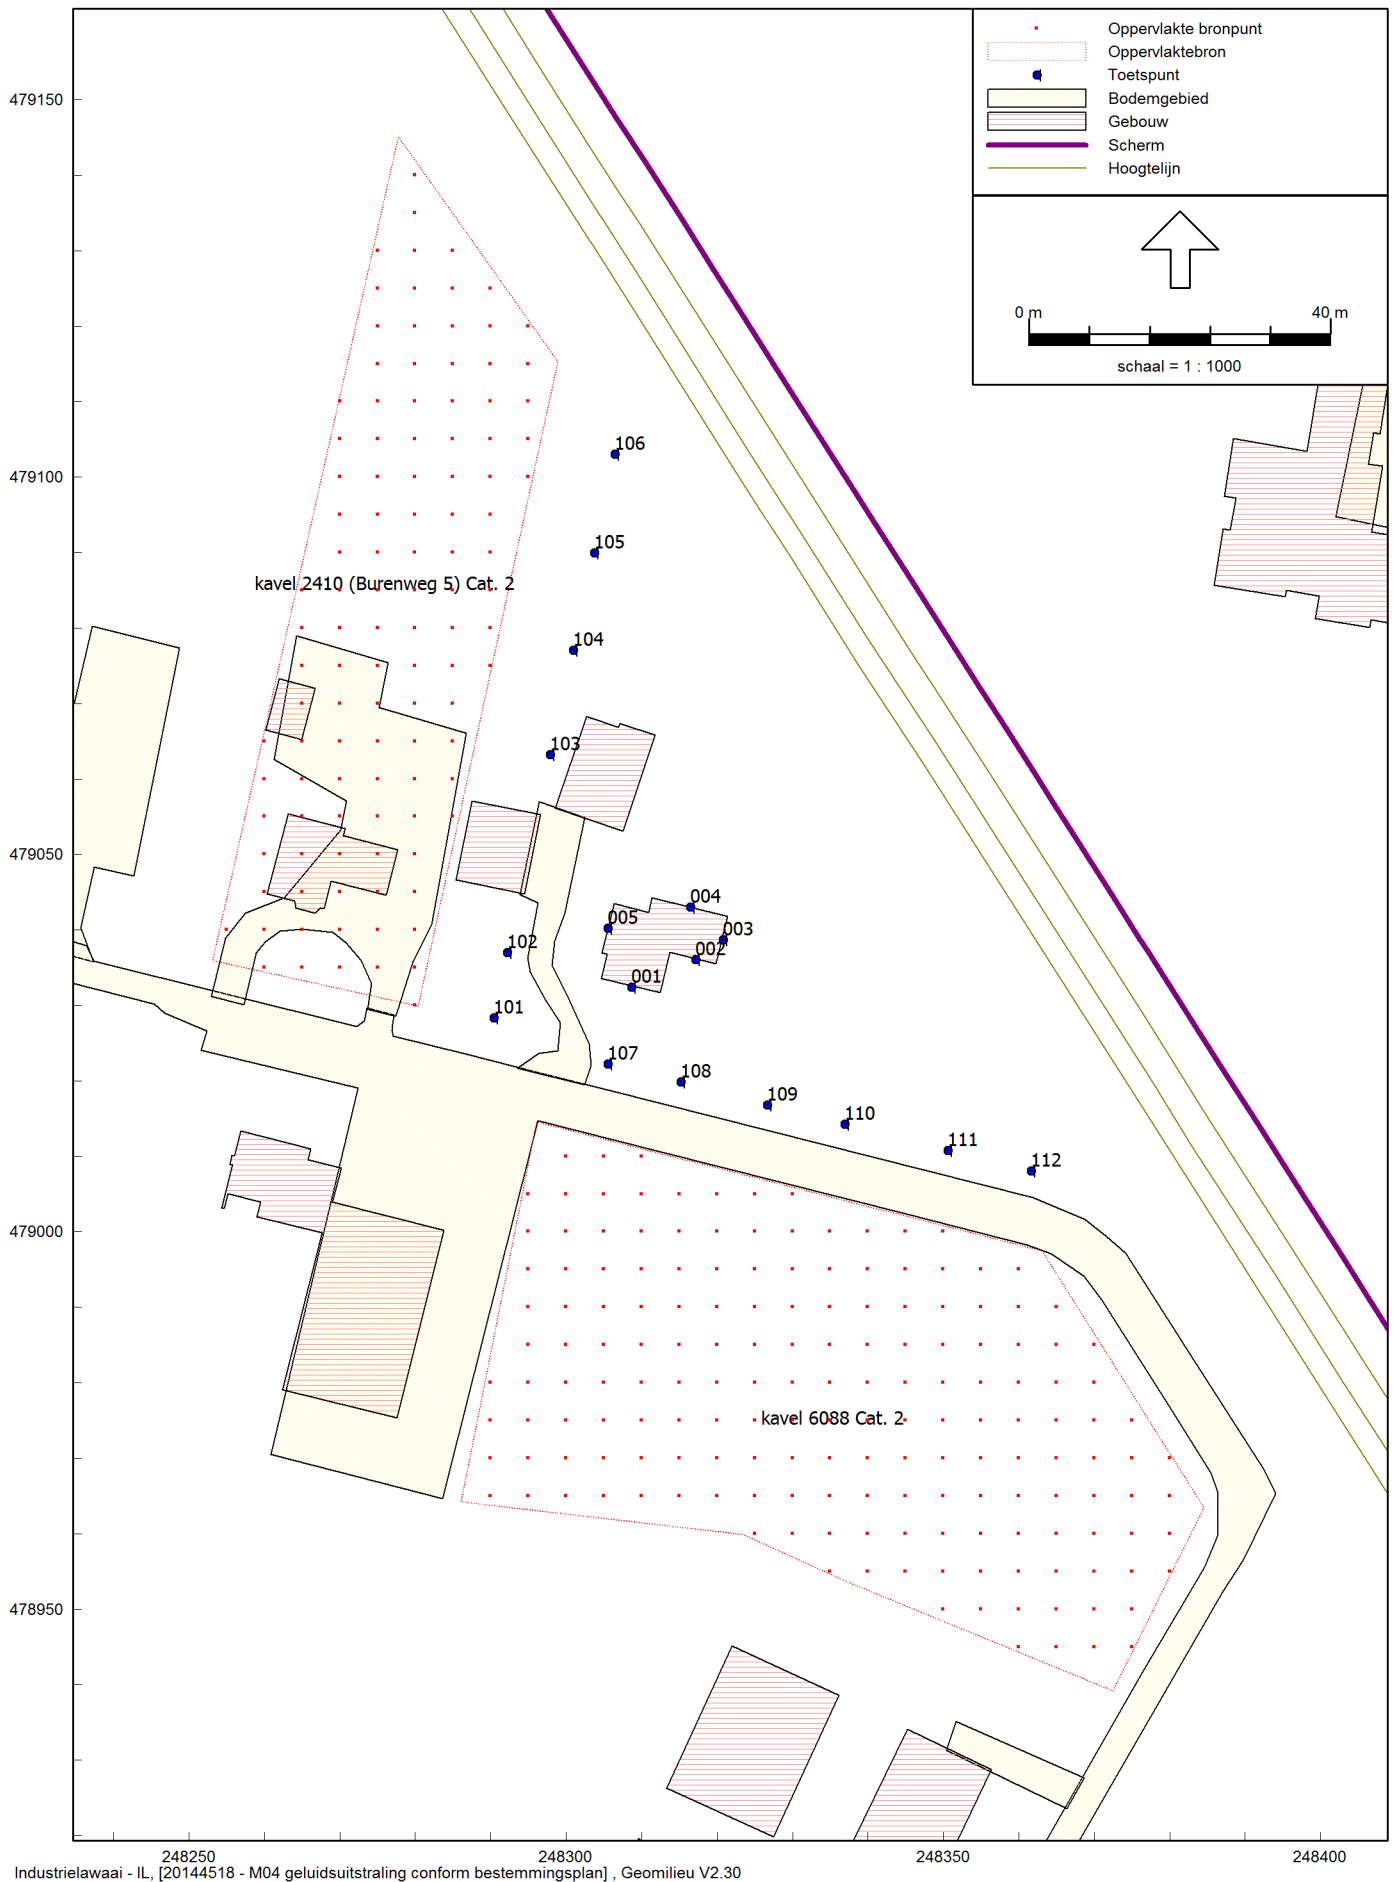 Oppervlakte bronpunt
Oppervlaktebron
Toetspunt
Bodemgebied
Gebouw
Scherm
Hoogtelijn
0 m 40 m
schaal = 1 : 1000
479150
479100
479050
479000
478950
106
105
kavel 2410 (Burenweg 5) Cat. 2
104
103
004
005
003
102
002
001
101
107
108
109
110
111
112
kavel 6088 Cat. 2
248250 248300 248350 248400
Industrielawaai - IL, [20144518 - M04 geluidsuitstraling conform bestemmingsplan] , Geomilieu V2.30